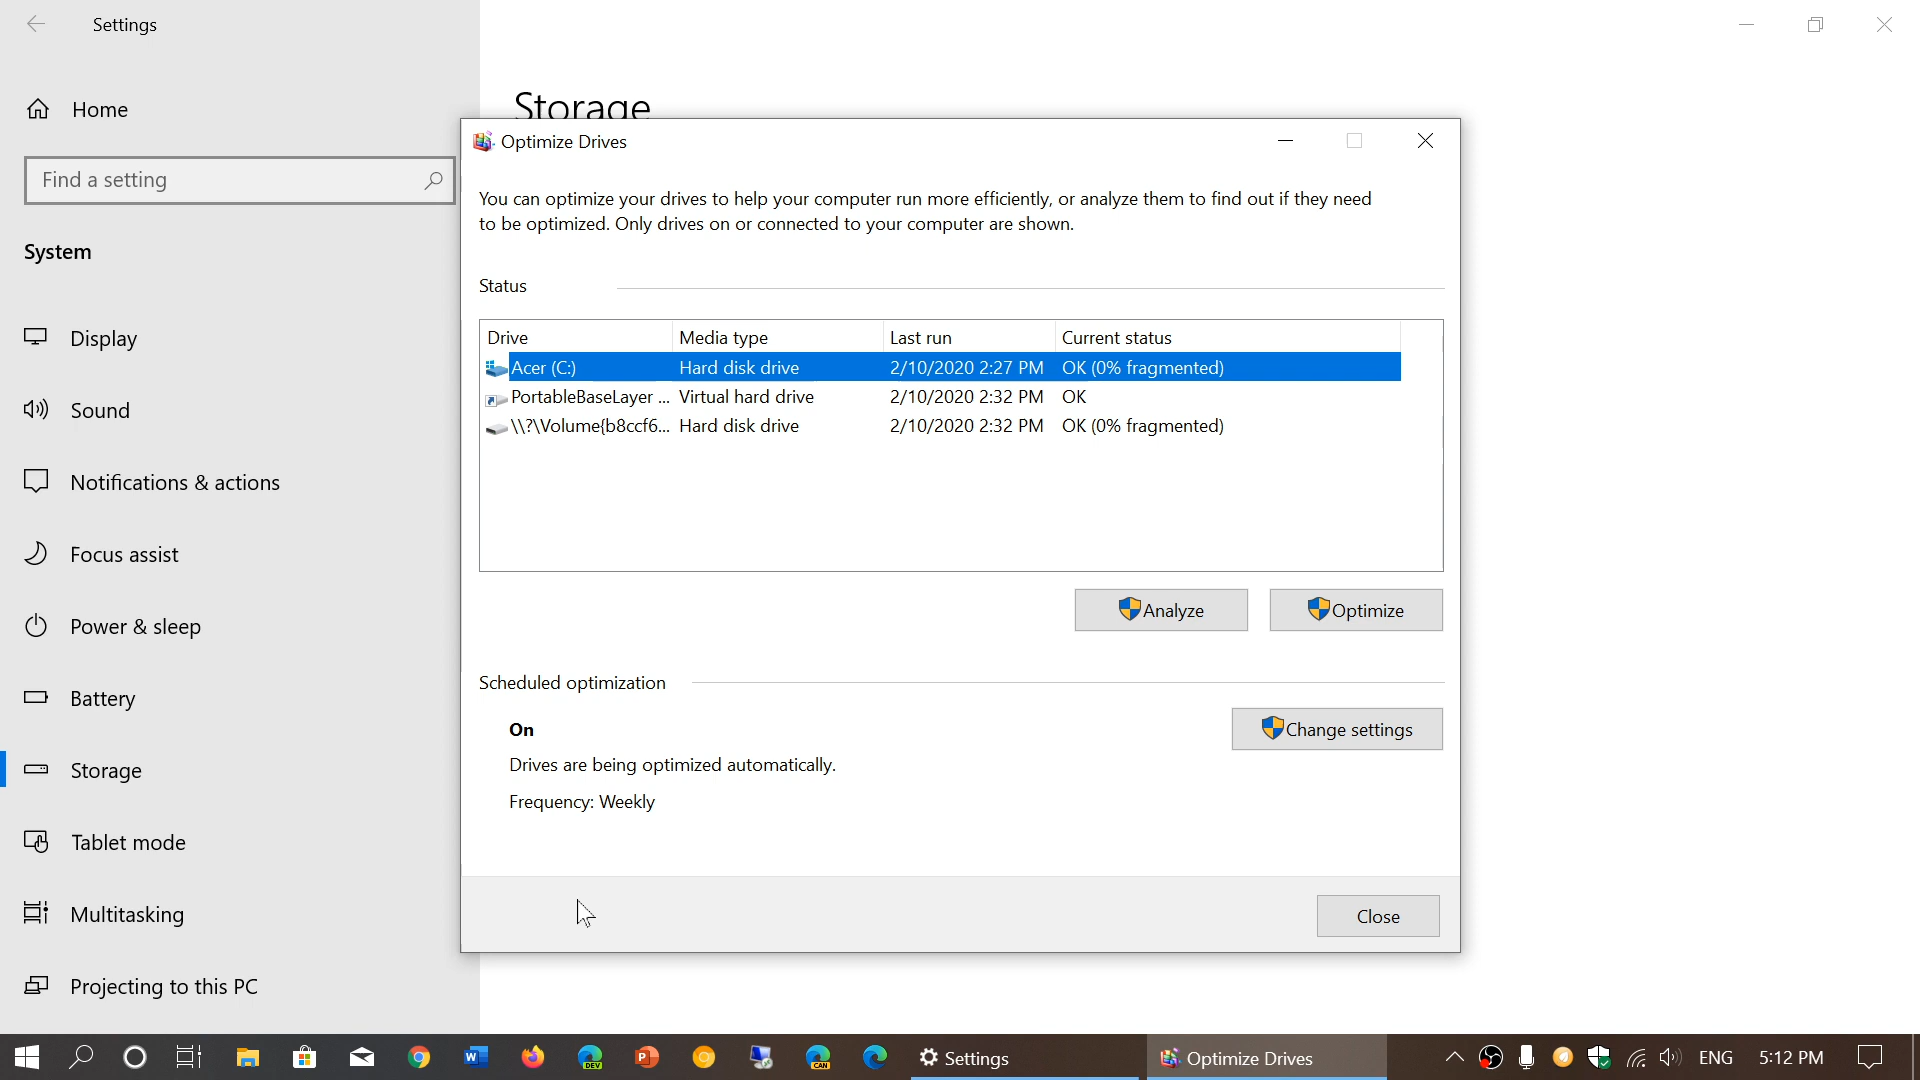 Settings
Home
Find a setting
System
Display
Sound
Notifications & actions
Focus assist
Power & sleep
Battery
Storage
Tablet mode
Multitasking
Projecting to this PC
Storage
Optimize Drives
You can optimize your drives to help your computer run more efficiently, or analyze them to find out if they need
to be optimized. Only drives on or connected to your computer are shown.
Status
Drive Media type Last run Current status
Acer (C:) Hard disk drive 2/10/2020 2:27 PM OK (0% fragmented)
PortableBaseLayer ... Virtual hard drive 2/10/2020 2:32 PM OK
\\?\Volume{b8ccf6... Hard disk drive 2/10/2020 2:32 PM OK (0% fragmented)
Analyze Optimize
Scheduled optimization
On
Change settings
Drives are being optimized automatically.
Frequency: Weekly
Close
W DEV P CAN Settings Optimize Drives ENG 5:12 PM